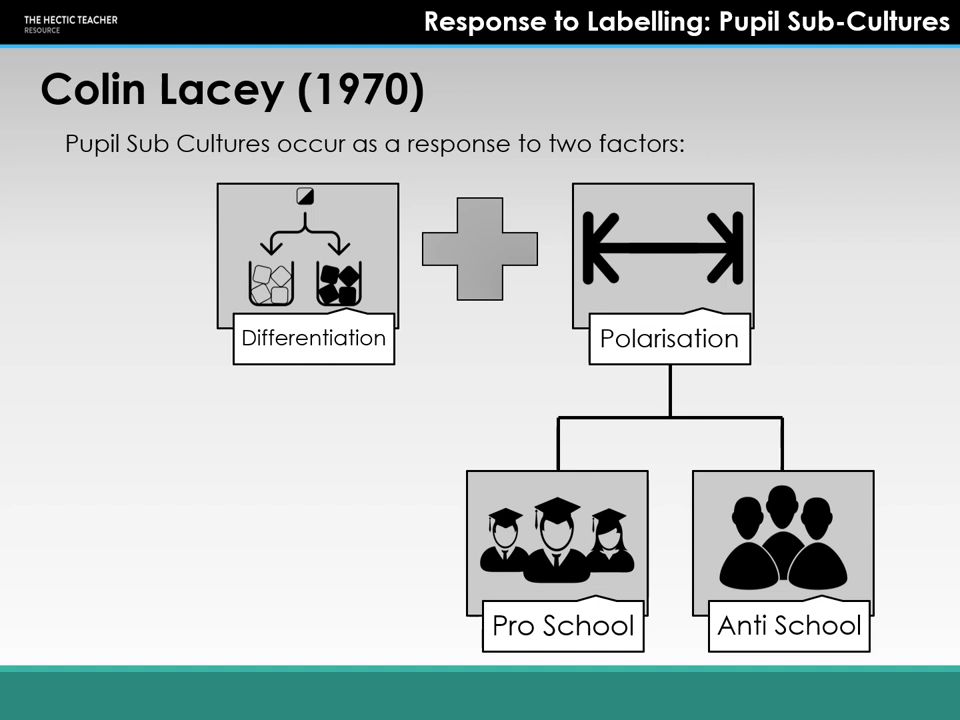 THE HECTIC TEACHER
RESOURCE
Response to Labelling: Pupil Sub-Cultures
Colin Lacey (1970)
Pupil Sub Cultures occur as a response to two factors:
Differentiation
Polarisation
Pro School
Anti School